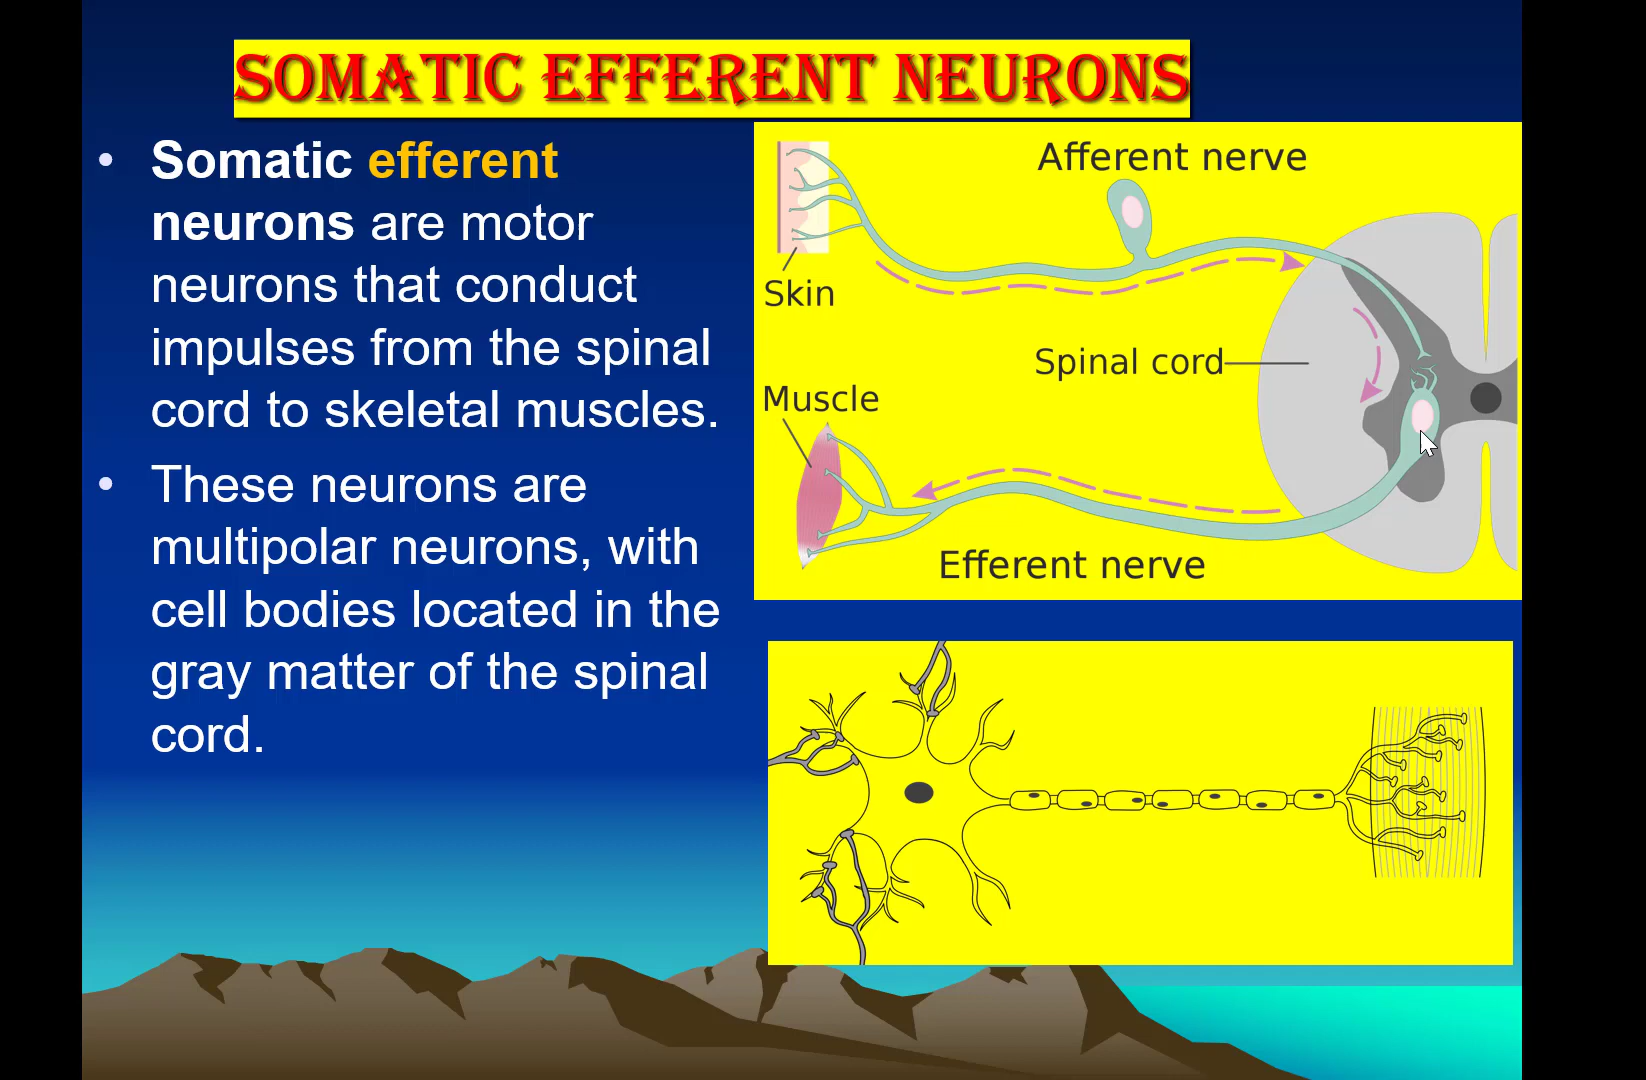 SOMATIC EFFERENT NEURONS
• Somatic efferent
neurons are motor
neurons that conduct
impulses from the spinal
cord to skeletal muscles.
• These neurons are
multipolar neurons, with
cell bodies located in the
gray matter of the spinal
cord.
Afferent nerve
Skin
Spinal cord
Muscle
Efferent nerve